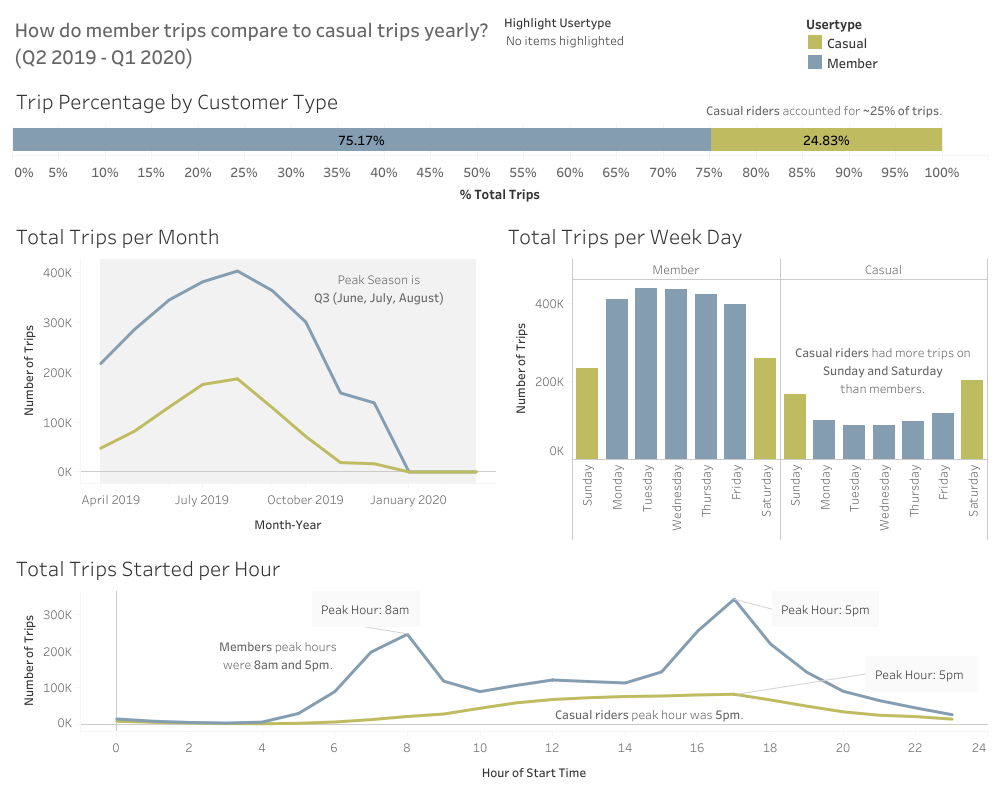 How do member trips compare to casual trips yearly?
(Q2 2019 - Q1 2020)
Highlight Usertype
No items highlighted
Usertype
Casual
Member
Trip Percentage by Customer Type
Casual riders accounted for ~25% of trips.
75.17%
24.83%
0% 5% 10% 15% 20% 25% 30% 35% 40% 45% 50% 55% 60% 65% 70% 75% 80% 85% 90% 95% 100%
% Total Trips
Total Trips per Month
400K
300K
200K
100K
0K
Number of Trips
Peak Season is
Q3 (June, July, August)
April 2019 July 2019 October 2019 January 2020
Month-Year
Total Trips per Week Day
Member Casual
400K
200K
0K
Number of Trips
Casual riders had more trips on
Sunday and Saturday
than members.
Sunday Monday Tuesday Wednesday Thursday Friday Saturday Sunday Monday Tuesday Wednesday Thursday Friday Saturday
Total Trips Started per Hour
300K
200K
100K
0K
Number of Trips
Peak Hour: 8am
Members peak hours
were 8am and 5pm.
Peak Hour: 5pm
Peak Hour: 5pm
Casual riders peak hour was 5pm.
0 2 4 6 8 10 12 14 16 18 20 22 24
Hour of Start Time